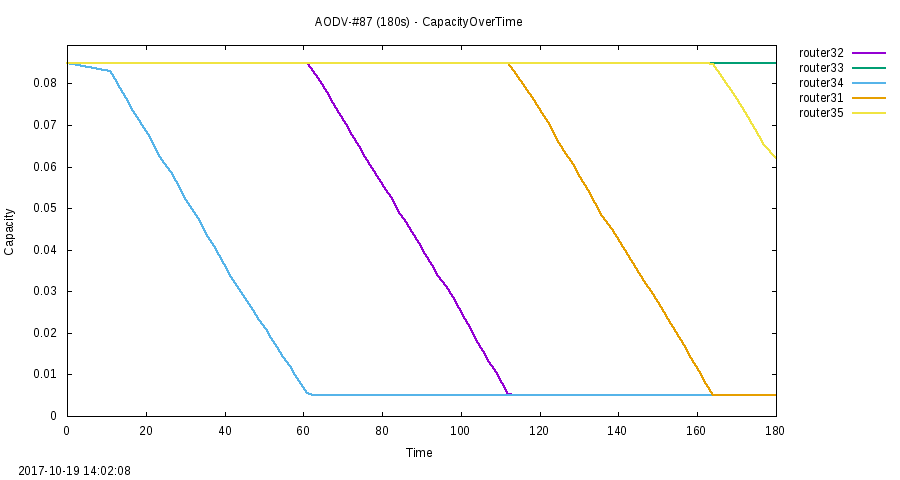 AODV-#87 (180s) - CapacityOverTime
router32
router33
router34
router31
router35
0.08
0.07
0.06
0.05
0.04
0.03
0.02
0.01
0
Capacity
0 20 40 60 80 100 120 140 160 180
Time
2017-10-19 14:02:08